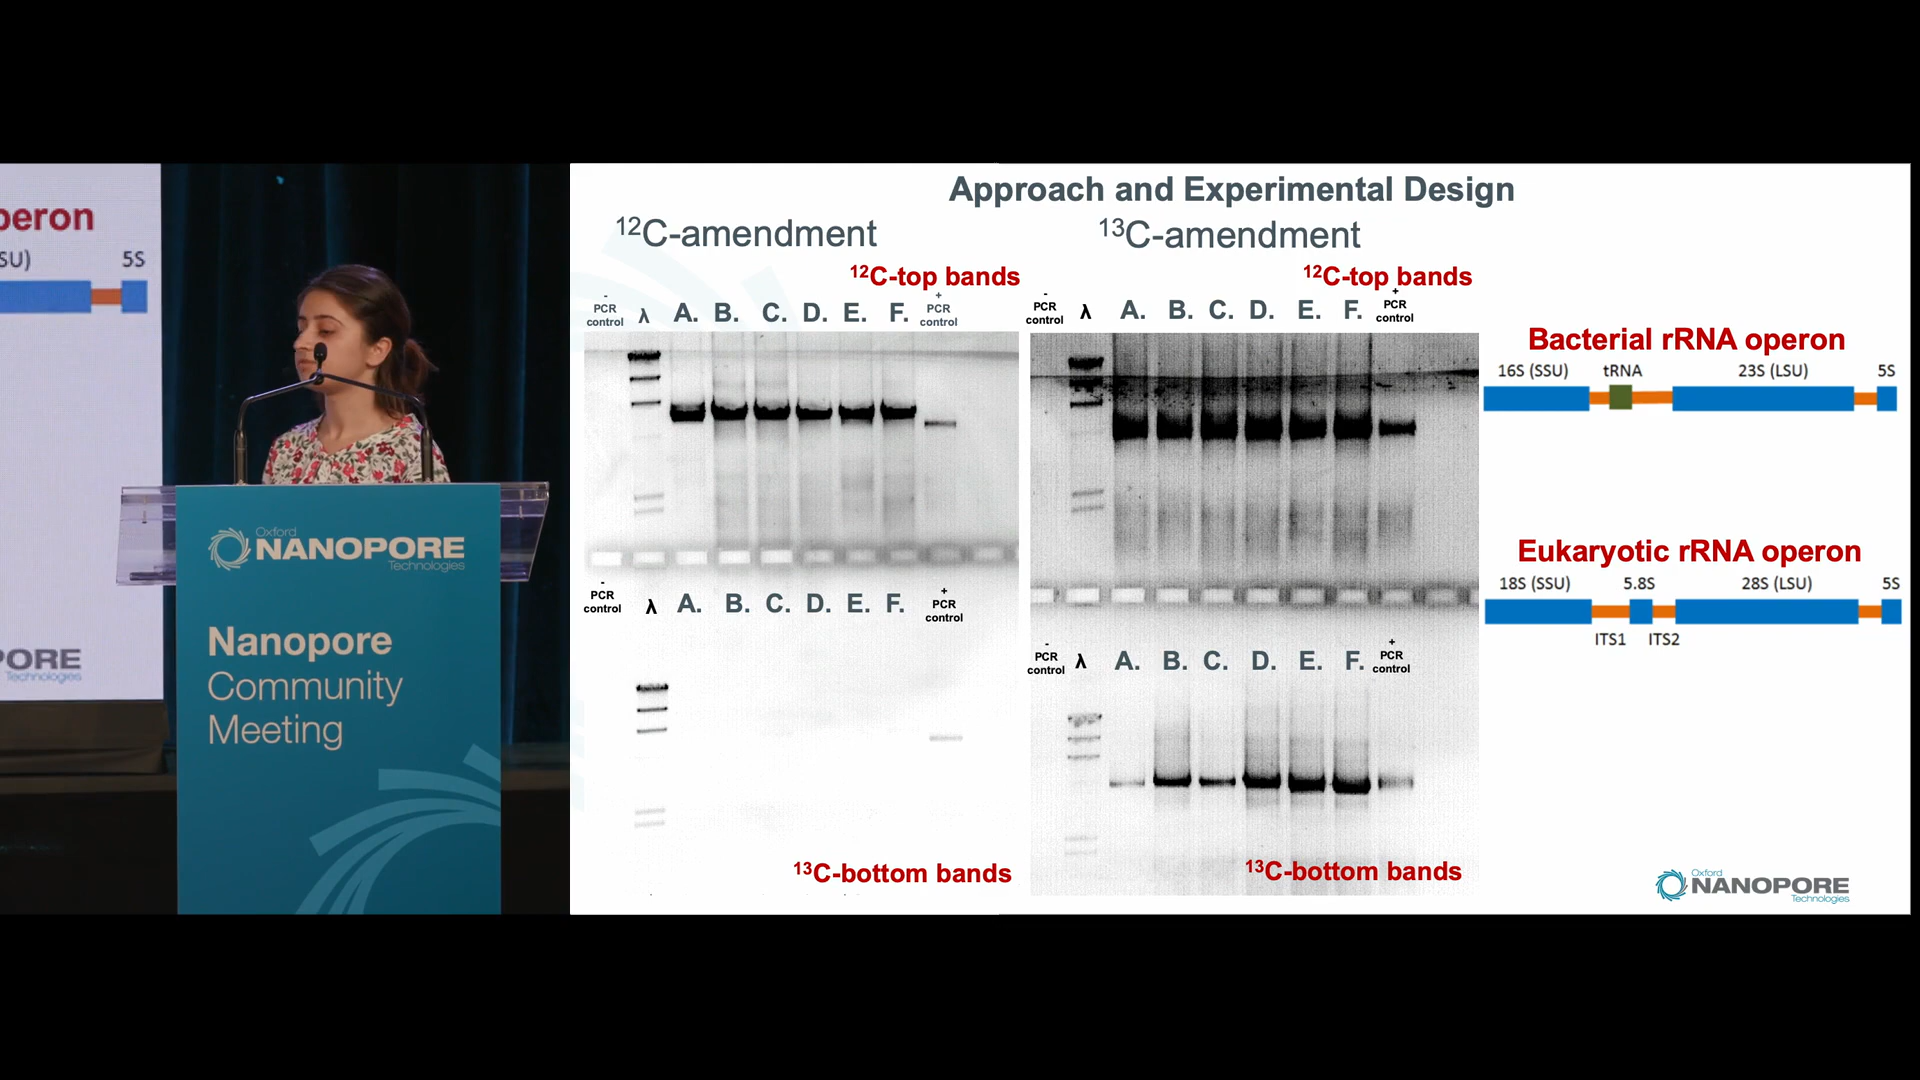 peron
SU) 5S
ORE
Technologies
Oxford
NANOPORE
Technologies
Nanopore
Community
Meeting
Approach and Experimental Design
¹²C-amendment
¹²C-top bands
- PCR control λ A. B. C. D. E. F. + PCR control
- PCR control λ A. B. C. D. E. F. + PCR control
¹³C-bottom bands
¹³C-amendment
¹²C-top bands
- PCR control λ A. B. C. D. E. F. + PCR control
- PCR control λ A. B. C. D. E. F. + PCR control
¹³C-bottom bands
Bacterial rRNA operon
16S (SSU) tRNA 23S (LSU) 5S
Eukaryotic rRNA operon
18S (SSU) 5.8S 28S (LSU) 5S
ITS1 ITS2
Oxford
NANOPORE
Technologies